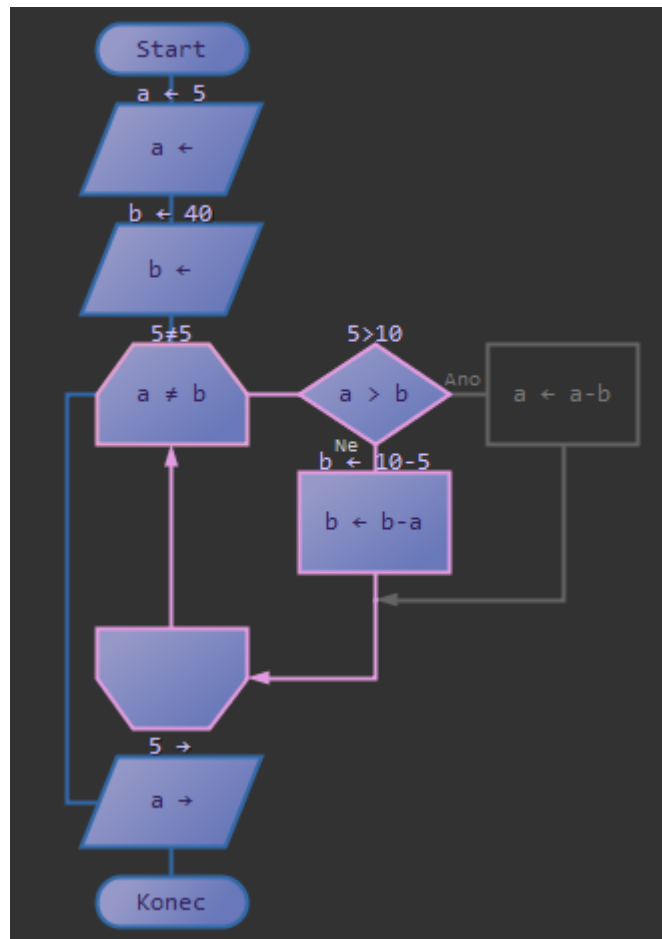 Start
a ← 5
a ←
b ← 40
b ←
5≠5
a ≠ b
5>10
a > b
Ano
a ← a-b
Ne
b ← 10-5
b ← b-a
5 →
a →
Konec